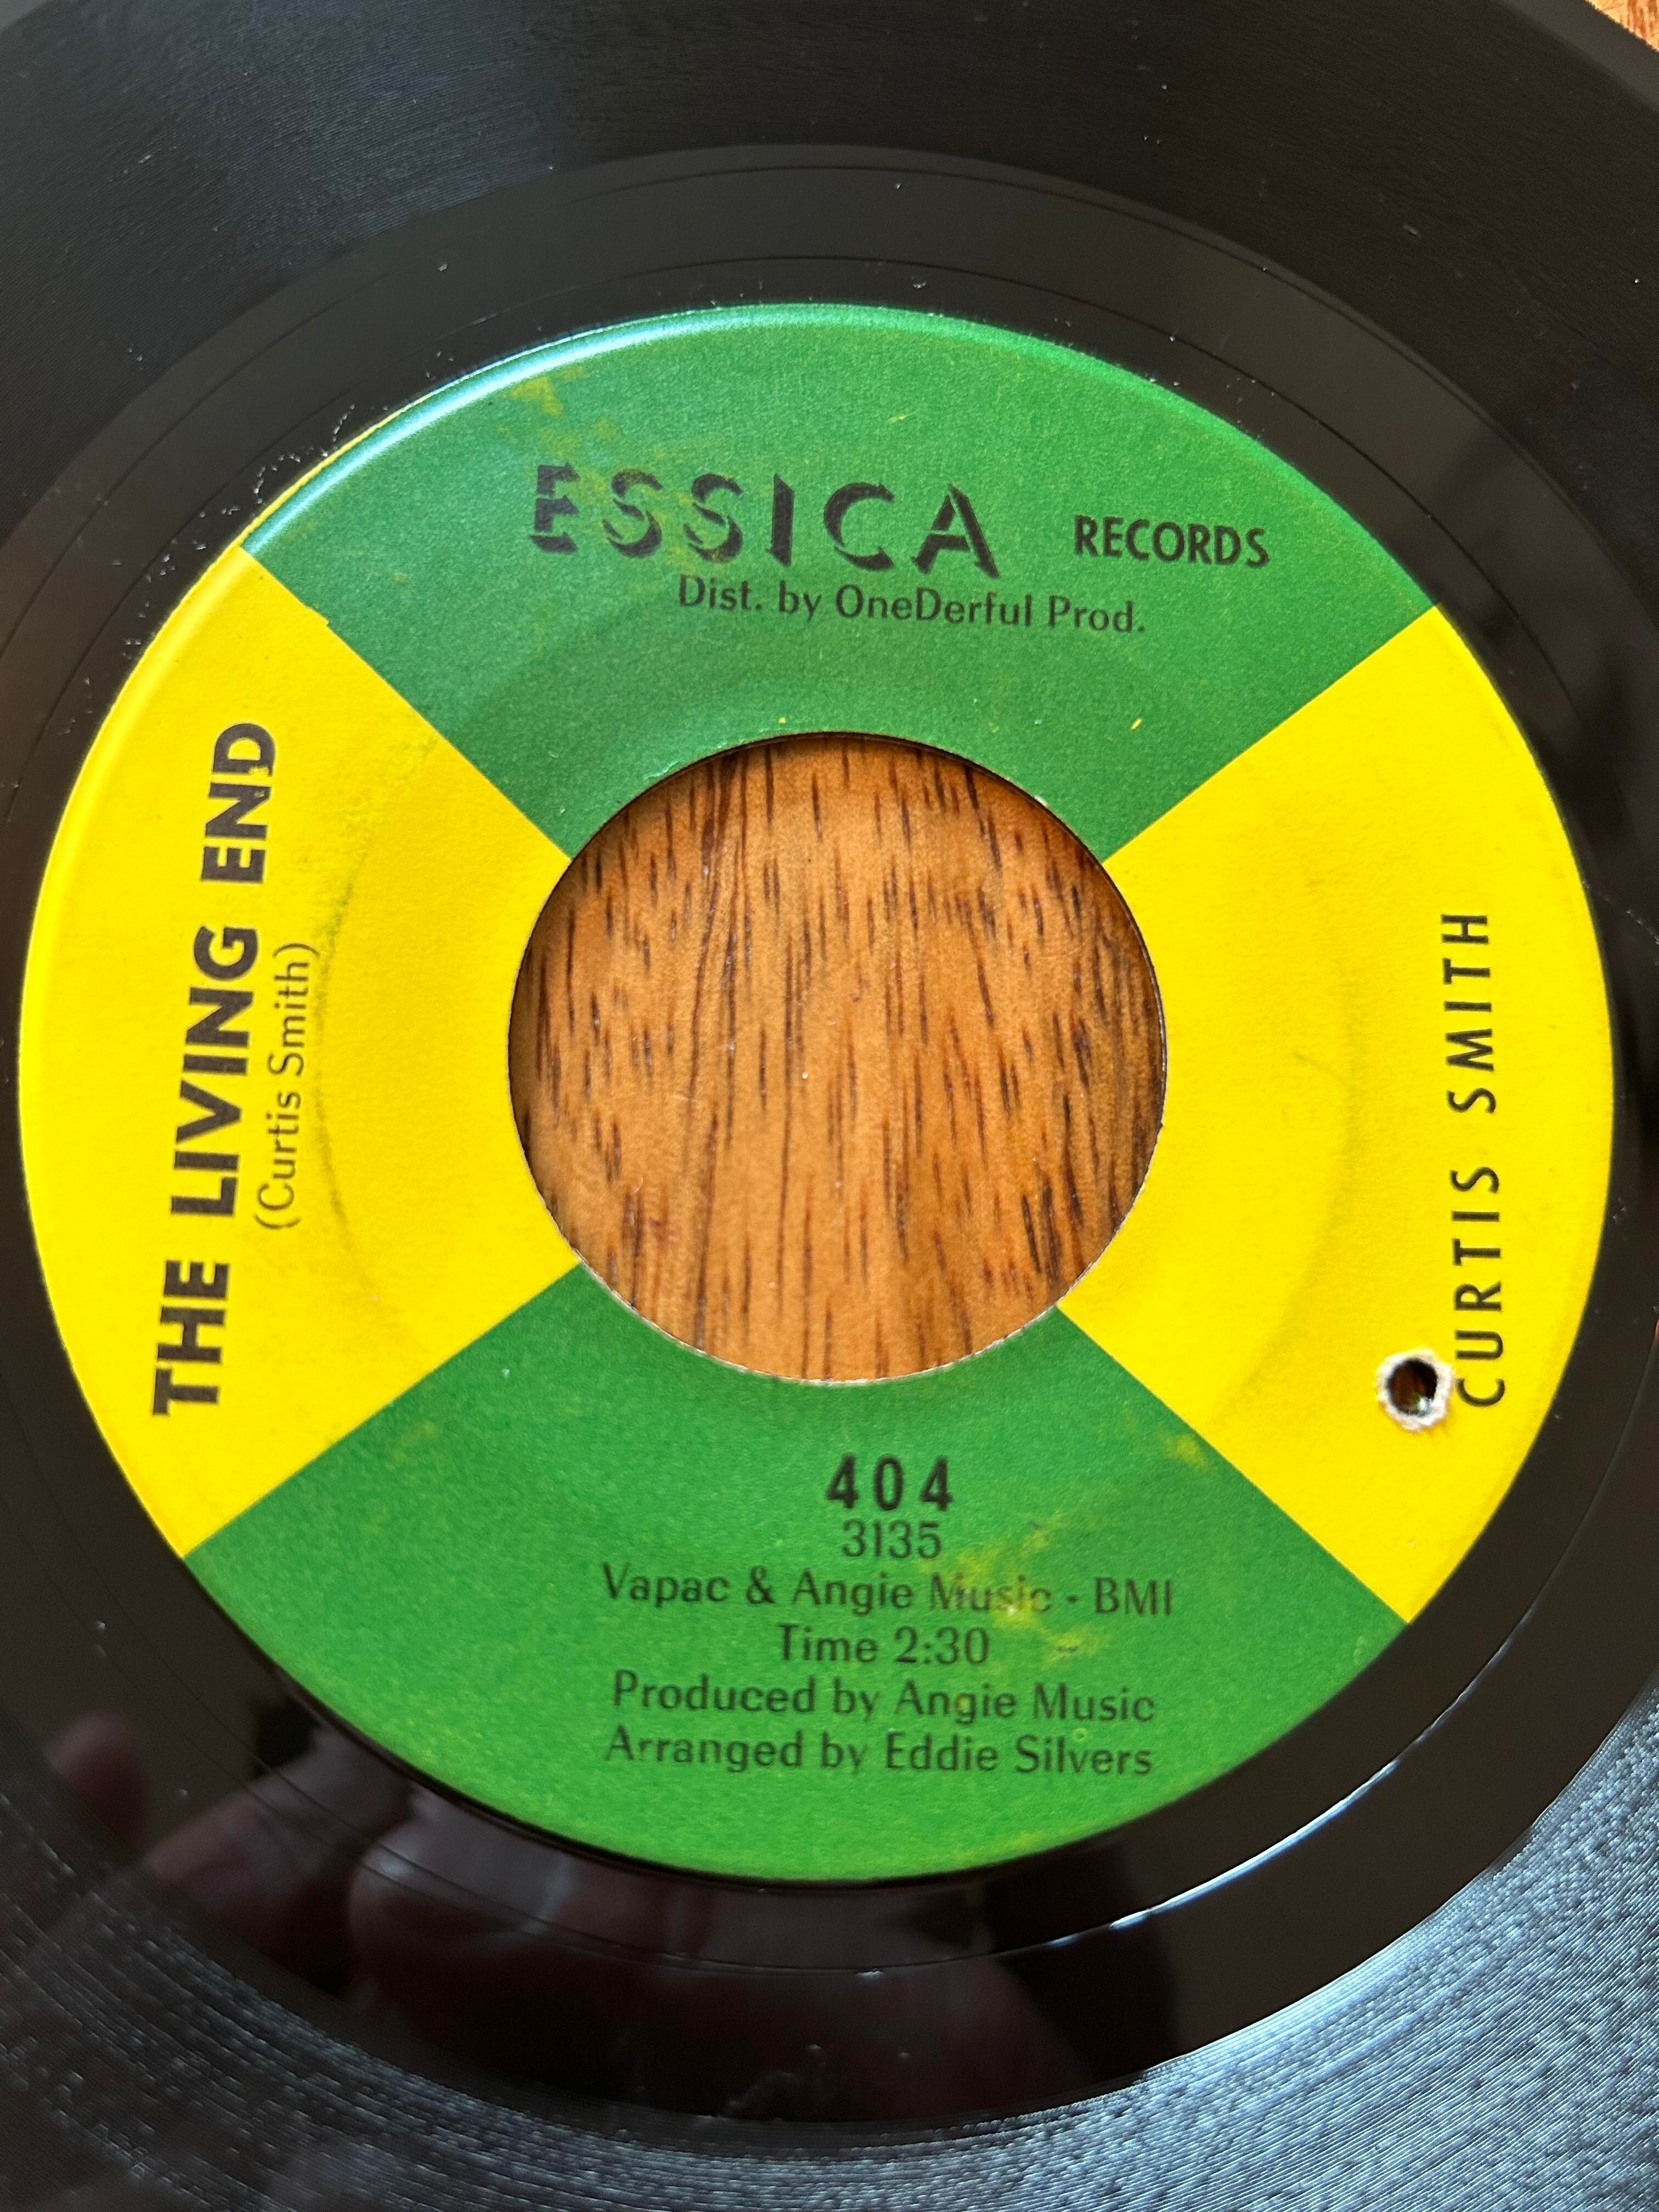 ESSICA RECORDS
Dist. by OneDerful Prod.
THE LIVING END
(Curtis Smith)
CURTIS SMITH
404
3135
Vapac & Angie Music - BMI
Time 2:30
Produced by Angie Music
Arranged by Eddie Silvers